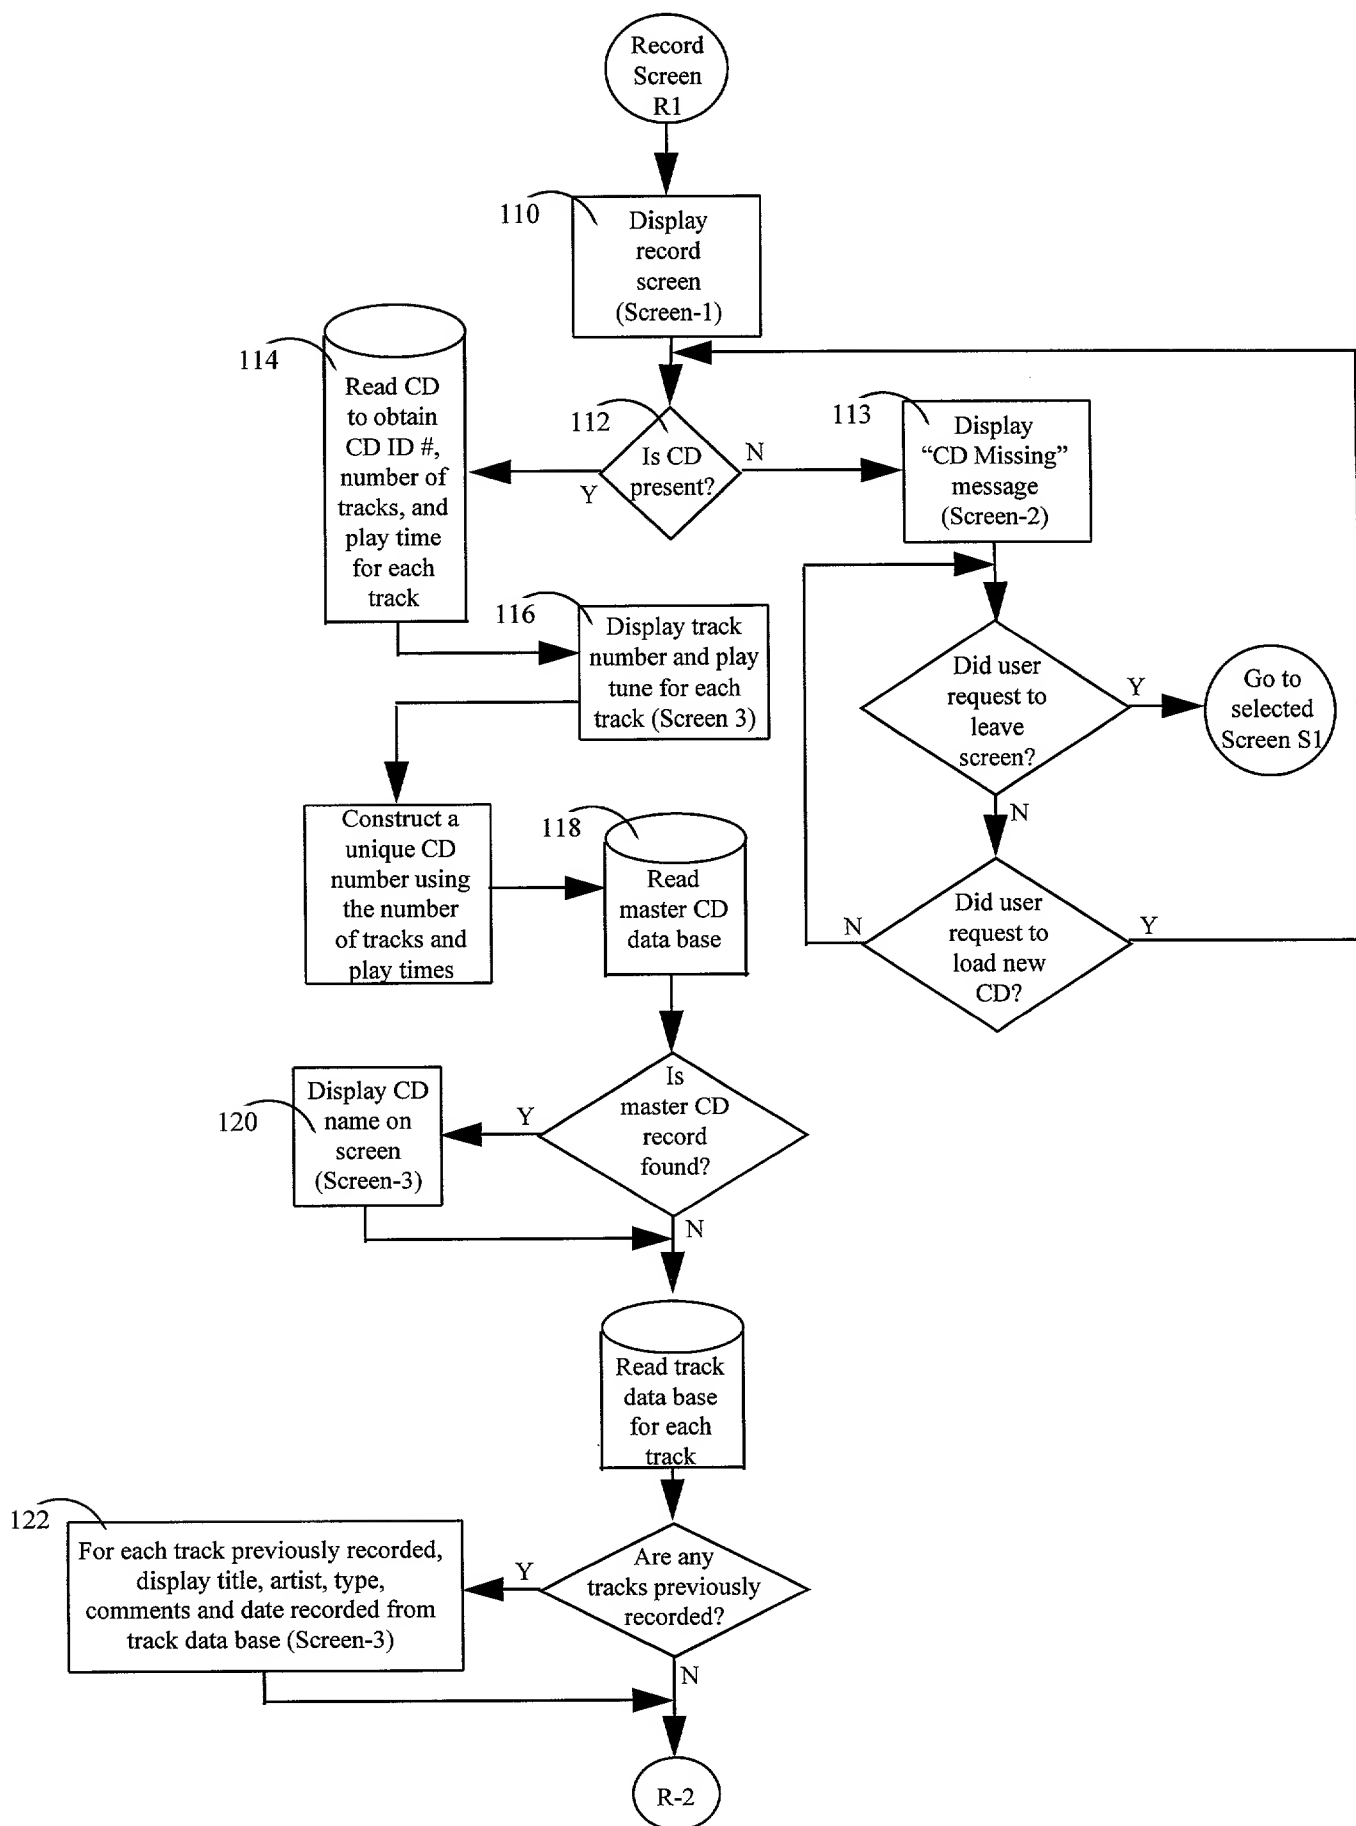 Record
Screen
R1
110
Display
record
screen
(Screen-1)
114
Read CD
to obtain
CD ID #,
number of
tracks, and
play time
for each
track
112
Is CD
present?
Y
N
113
Display
“CD Missing”
message
(Screen-2)
116
Display track
number and play
tune for each
track (Screen 3)
Did user
request to
leave
screen?
Y
N
Go to
selected
Screen S1
Construct a
unique CD
number using
the number
of tracks and
play times
118
Read
master CD
data base
Did user
request to
load new
CD?
N
Y
Is
master CD
record
found?
Y
N
120
Display CD
name on
screen
(Screen-3)
Read track
data base
for each
track
122
For each track previously recorded,
display title, artist, type,
comments and date recorded from
track data base (Screen-3)
Are any
tracks previously
recorded?
Y
N
R-2